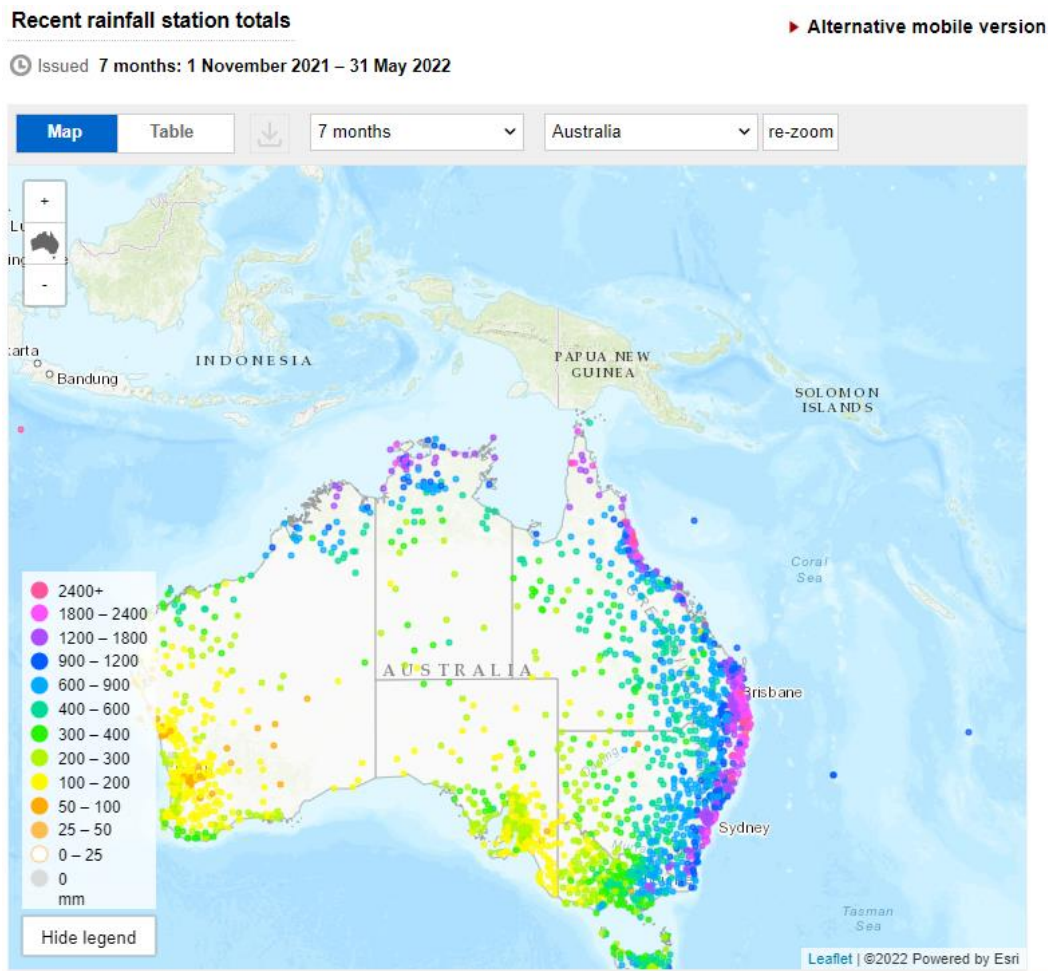 Recent rainfall station totals
Alternative mobile version
Issued 7 months: 1 November 2021 – 31 May 2022
Map
Table
7 months
Australia
re-zoom
+
-
Bandung
INDONESIA
PAPUA NEW
GUINEA
SOLOMON
ISLANDS
Coral
Sea
AUSTRALIA
Brisbane
Sydney
Tasman
Sea
2400+
1800 – 2400
1200 – 1800
900 – 1200
600 – 900
400 – 600
300 – 400
200 – 300
100 – 200
50 – 100
25 – 50
0 – 25
0
mm
Hide legend
Leaflet | ©2022 Powered by Esri